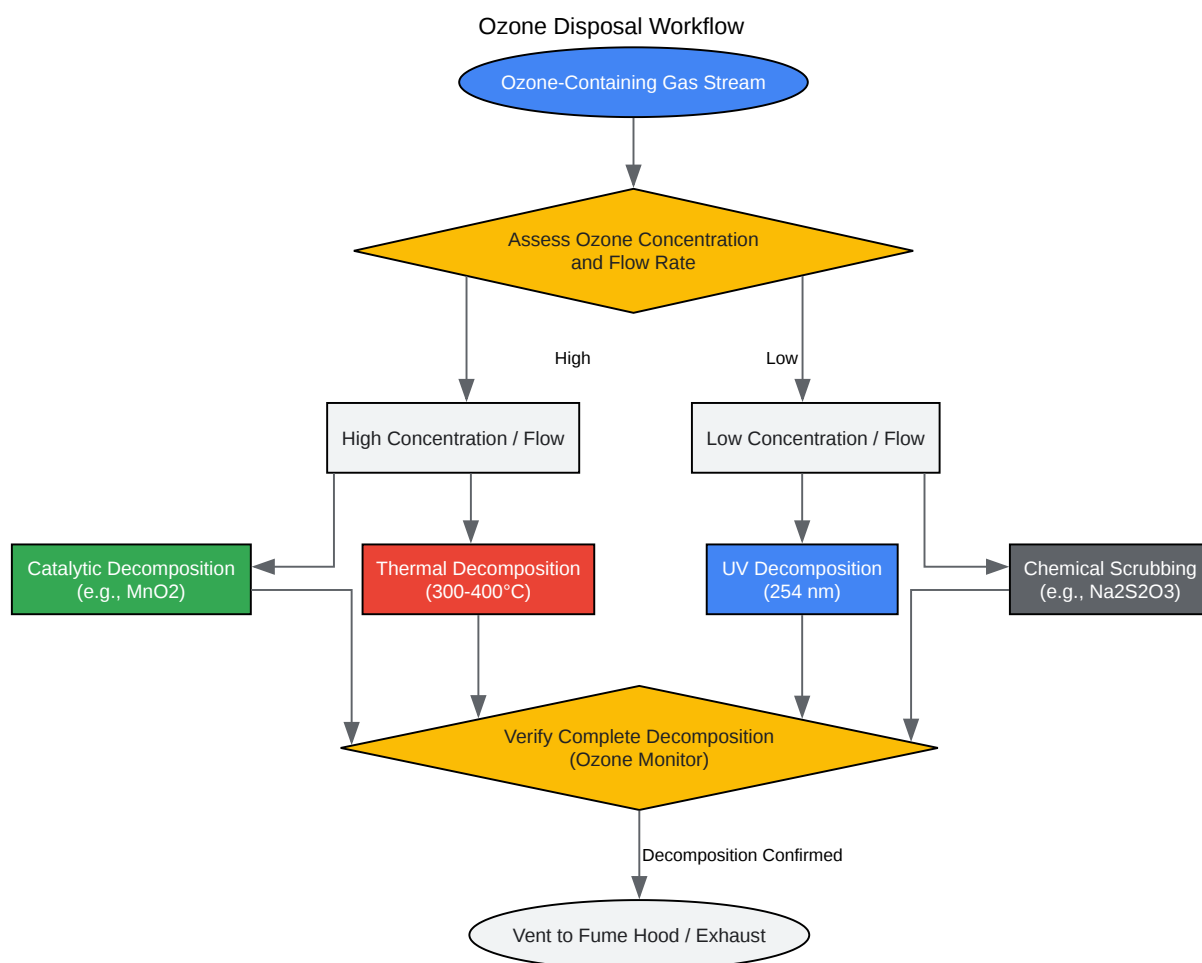 Ozone Disposal Workflow
Ozone-Containing Gas Stream
Assess Ozone Concentration
and Flow Rate
High
Low
High Concentration / Flow
Low Concentration / Flow
Catalytic Decomposition
(e.g., MnO2)
Thermal Decomposition
(300-400°C)
UV Decomposition
(254 nm)
Chemical Scrubbing
(e.g., Na2S2O3)
Verify Complete Decomposition
(Ozone Monitor)
Decomposition Confirmed
Vent to Fume Hood / Exhaust